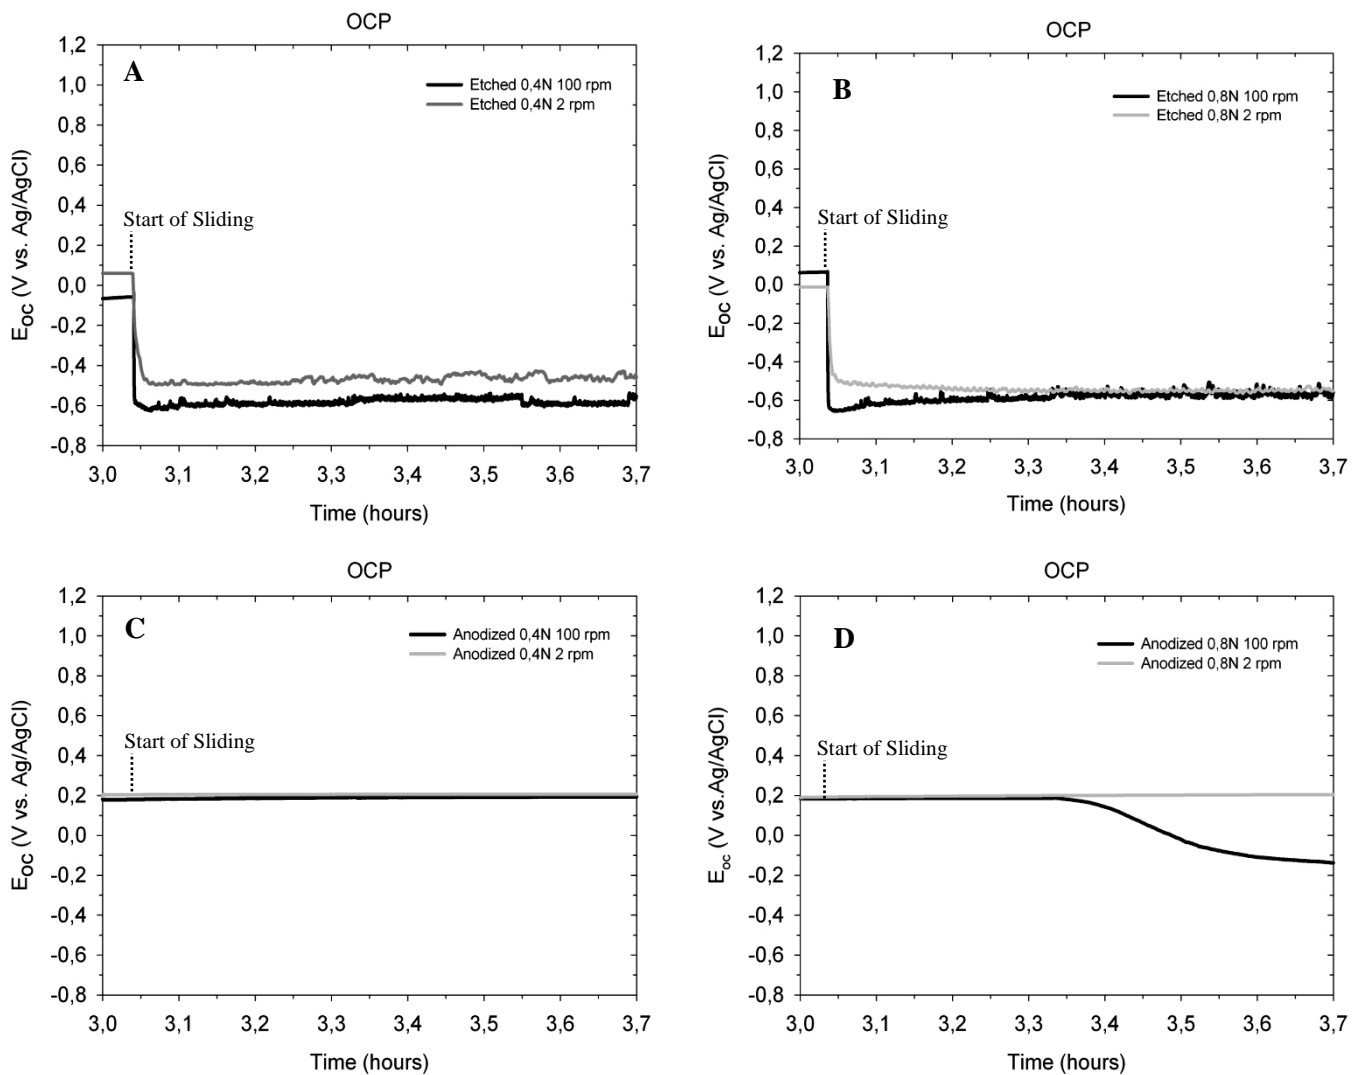 OCP
A
Etched 0,4N 100 rpm
Etched 0,4N 2 rpm
Start of Sliding
1,2
1,0
0,8
0,6
0,4
0,2
0,0
-0,2
-0,4
-0,6
-0,8
E_OC (V vs. Ag/AgCl)
3,0 3,1 3,2 3,3 3,4 3,5 3,6 3,7
Time (hours)
OCP
B
Etched 0,8N 100 rpm
Etched 0,8N 2 rpm
Start of Sliding
1,2
1,0
0,8
0,6
0,4
0,2
0,0
-0,2
-0,4
-0,6
-0,8
E_OC (V vs. Ag/AgCl)
3,0 3,1 3,2 3,3 3,4 3,5 3,6 3,7
Time (hours)
OCP
C
Anodized 0,4N 100 rpm
Anodized 0,4N 2 rpm
Start of Sliding
1,2
1,0
0,8
0,6
0,4
0,2
0,0
-0,2
-0,4
-0,6
-0,8
E_OC (V vs. Ag/AgCl)
3,0 3,1 3,2 3,3 3,4 3,5 3,6 3,7
Time (hours)
OCP
D
Anodized 0,8N 100 rpm
Anodized 0,8N 2 rpm
Start of Sliding
1,2
1,0
0,8
0,6
0,4
0,2
0,0
-0,2
-0,4
-0,6
-0,8
E_oc (V vs.Ag/AgCl)
3,0 3,1 3,2 3,3 3,4 3,5 3,6 3,7
Time (hours)